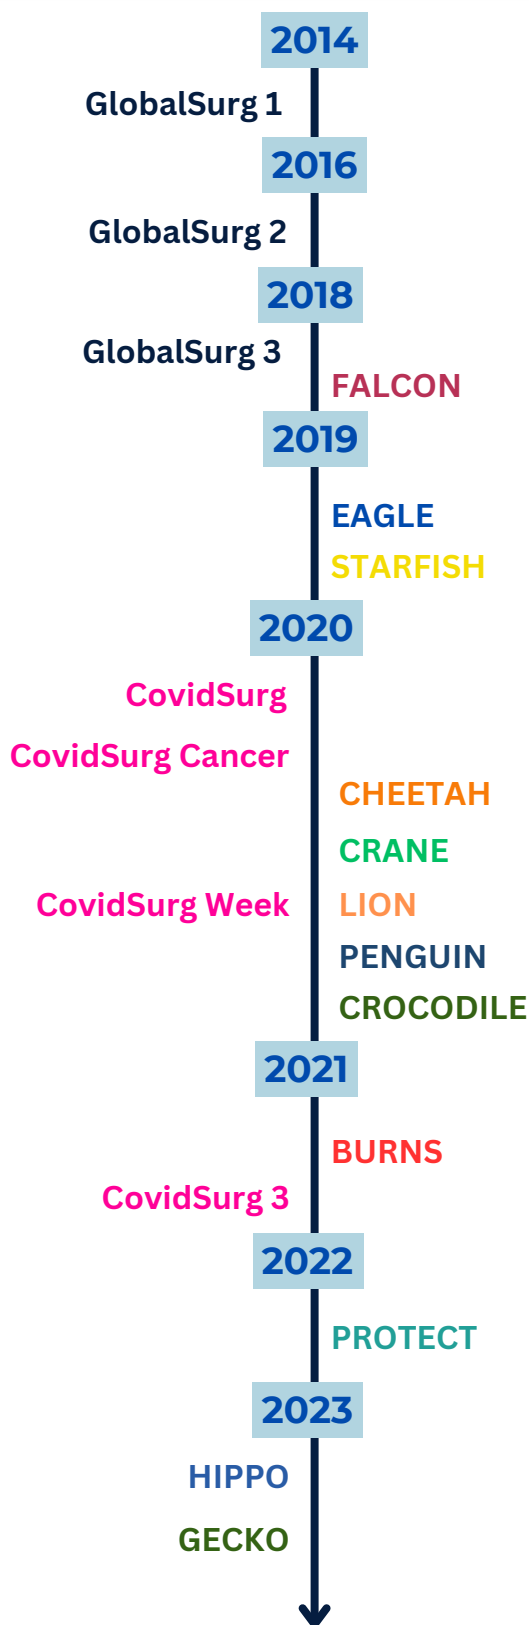 2014
GlobalSurg 1
2016
GlobalSurg 2
2018
GlobalSurg 3
FALCON
2019
EAGLE
STARFISH
2020
CovidSurg
CovidSurg Cancer
CHEETAH
CRANE
CovidSurg Week
LION
PENGUIN
CROCODILE
2021
BURNS
CovidSurg 3
2022
PROTECT
2023
HIPPO
GECKO